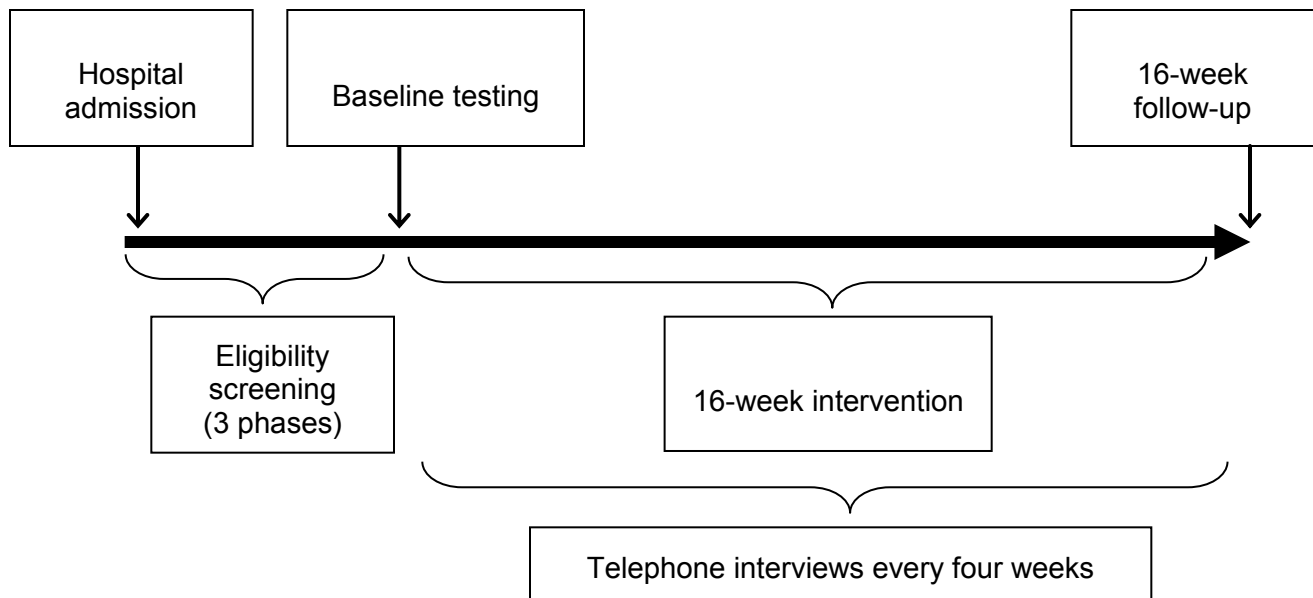 Hospital
admission
Baseline testing
16-week
follow-up
Eligibility
screening
(3 phases)
16-week intervention
Telephone interviews every four weeks